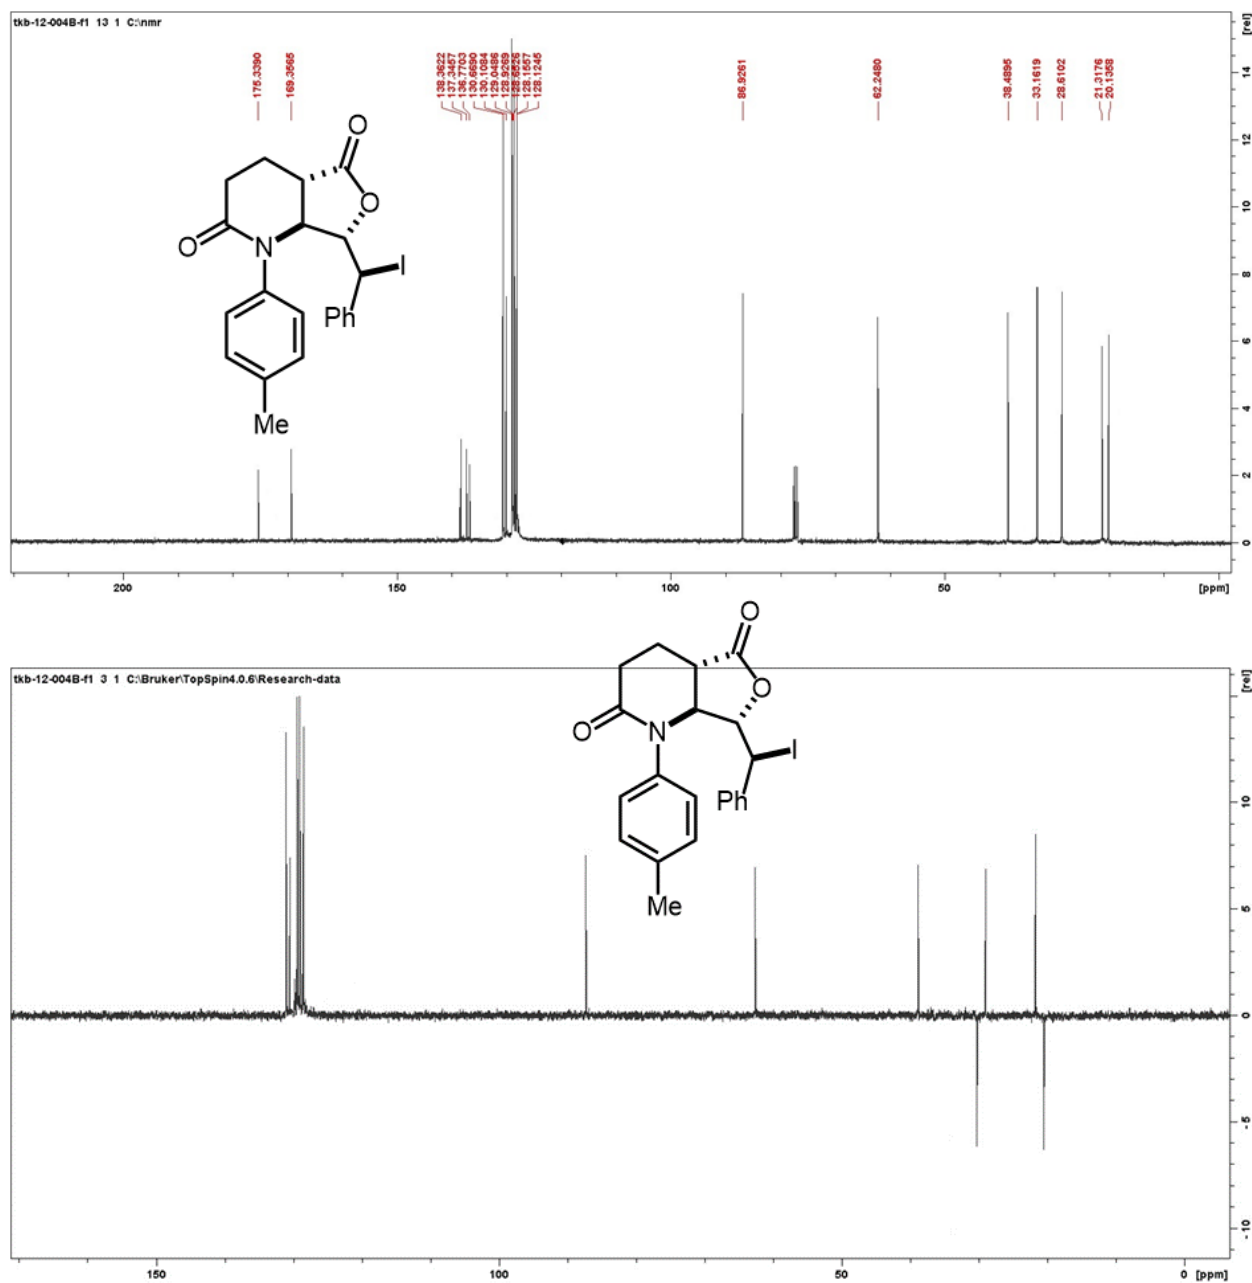 tkb-12-004B-f1 13 1 C:\nmr
[rel]
175.3390
169.3565
138.3622
137.3457
136.7703
130.6690
130.1084
129.0486
128.9269
128.6526
128.1557
128.1245
86.9261
62.2480
38.4895
33.1619
28.6102
21.3176
20.1358
14
12
10
8
6
4
2
0
O
O
O
N
I
Ph
Me
200
150
100
50
[ppm]
tkb-12-004B-f1 3 1 C:\Bruker\TopSpin4.0.6\Research-data
[rel]
O
O
O
N
I
Ph
Me
10
5
0
-5
-10
150
100
50
0
[ppm]